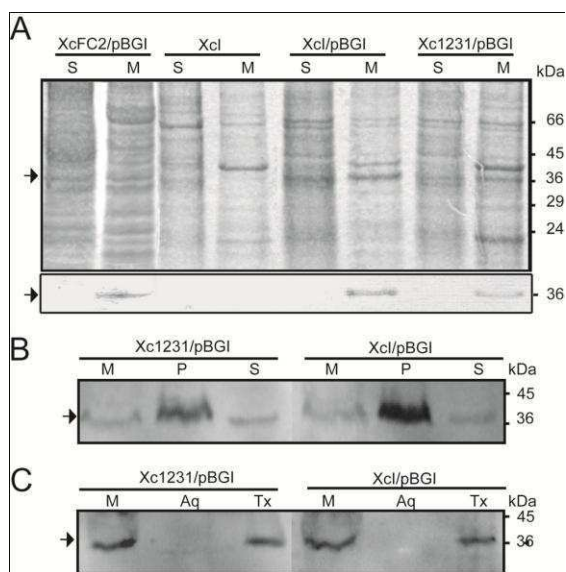 A
XcFC2/pBGI XcI XcI/pBGI Xc1231/pBGI
S M S M S M S M kDa
66
45
36
29
24
36
B
Xc1231/pBGI XcI/pBGI
M P S M P S kDa
45
36
C
Xc1231/pBGI XcI/pBGI
M Aq Tx M Aq Tx kDa
45
36